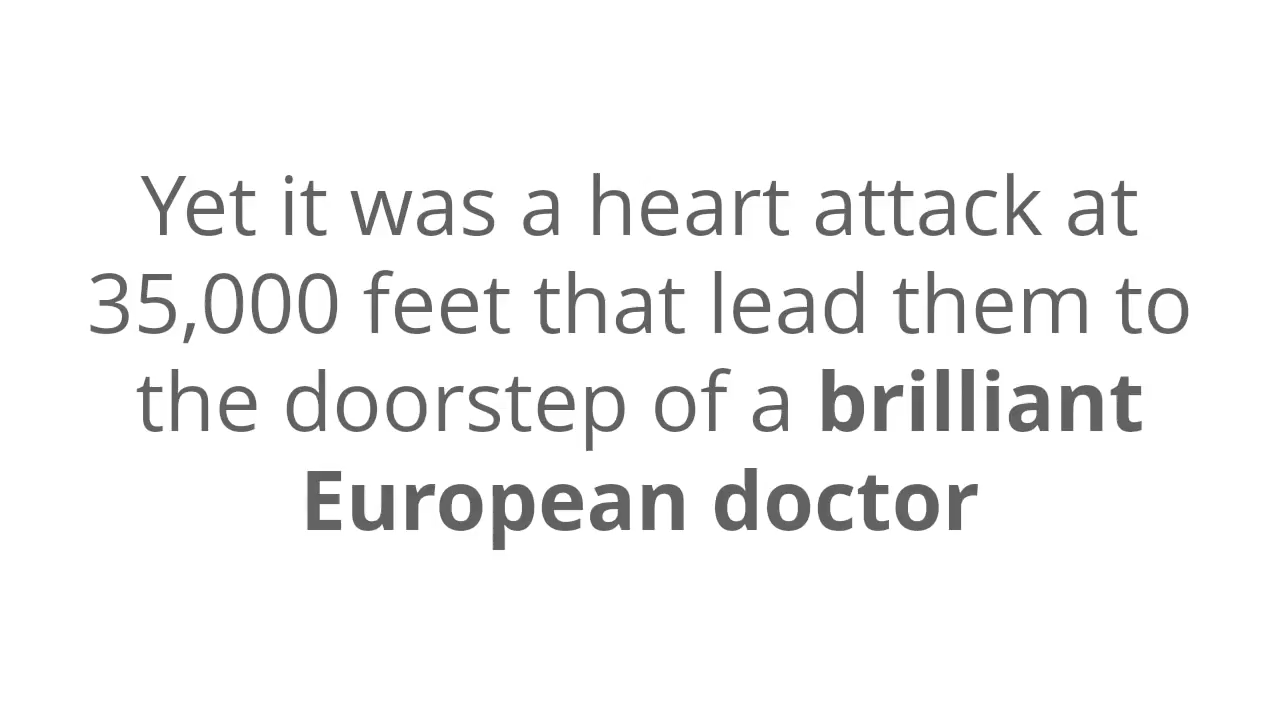 Yet it was a heart attack at
35,000 feet that lead them to
the doorstep of a brilliant
European doctor